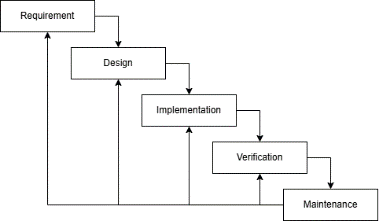 Requirement
Design
Implementation
Verification
Maintenance